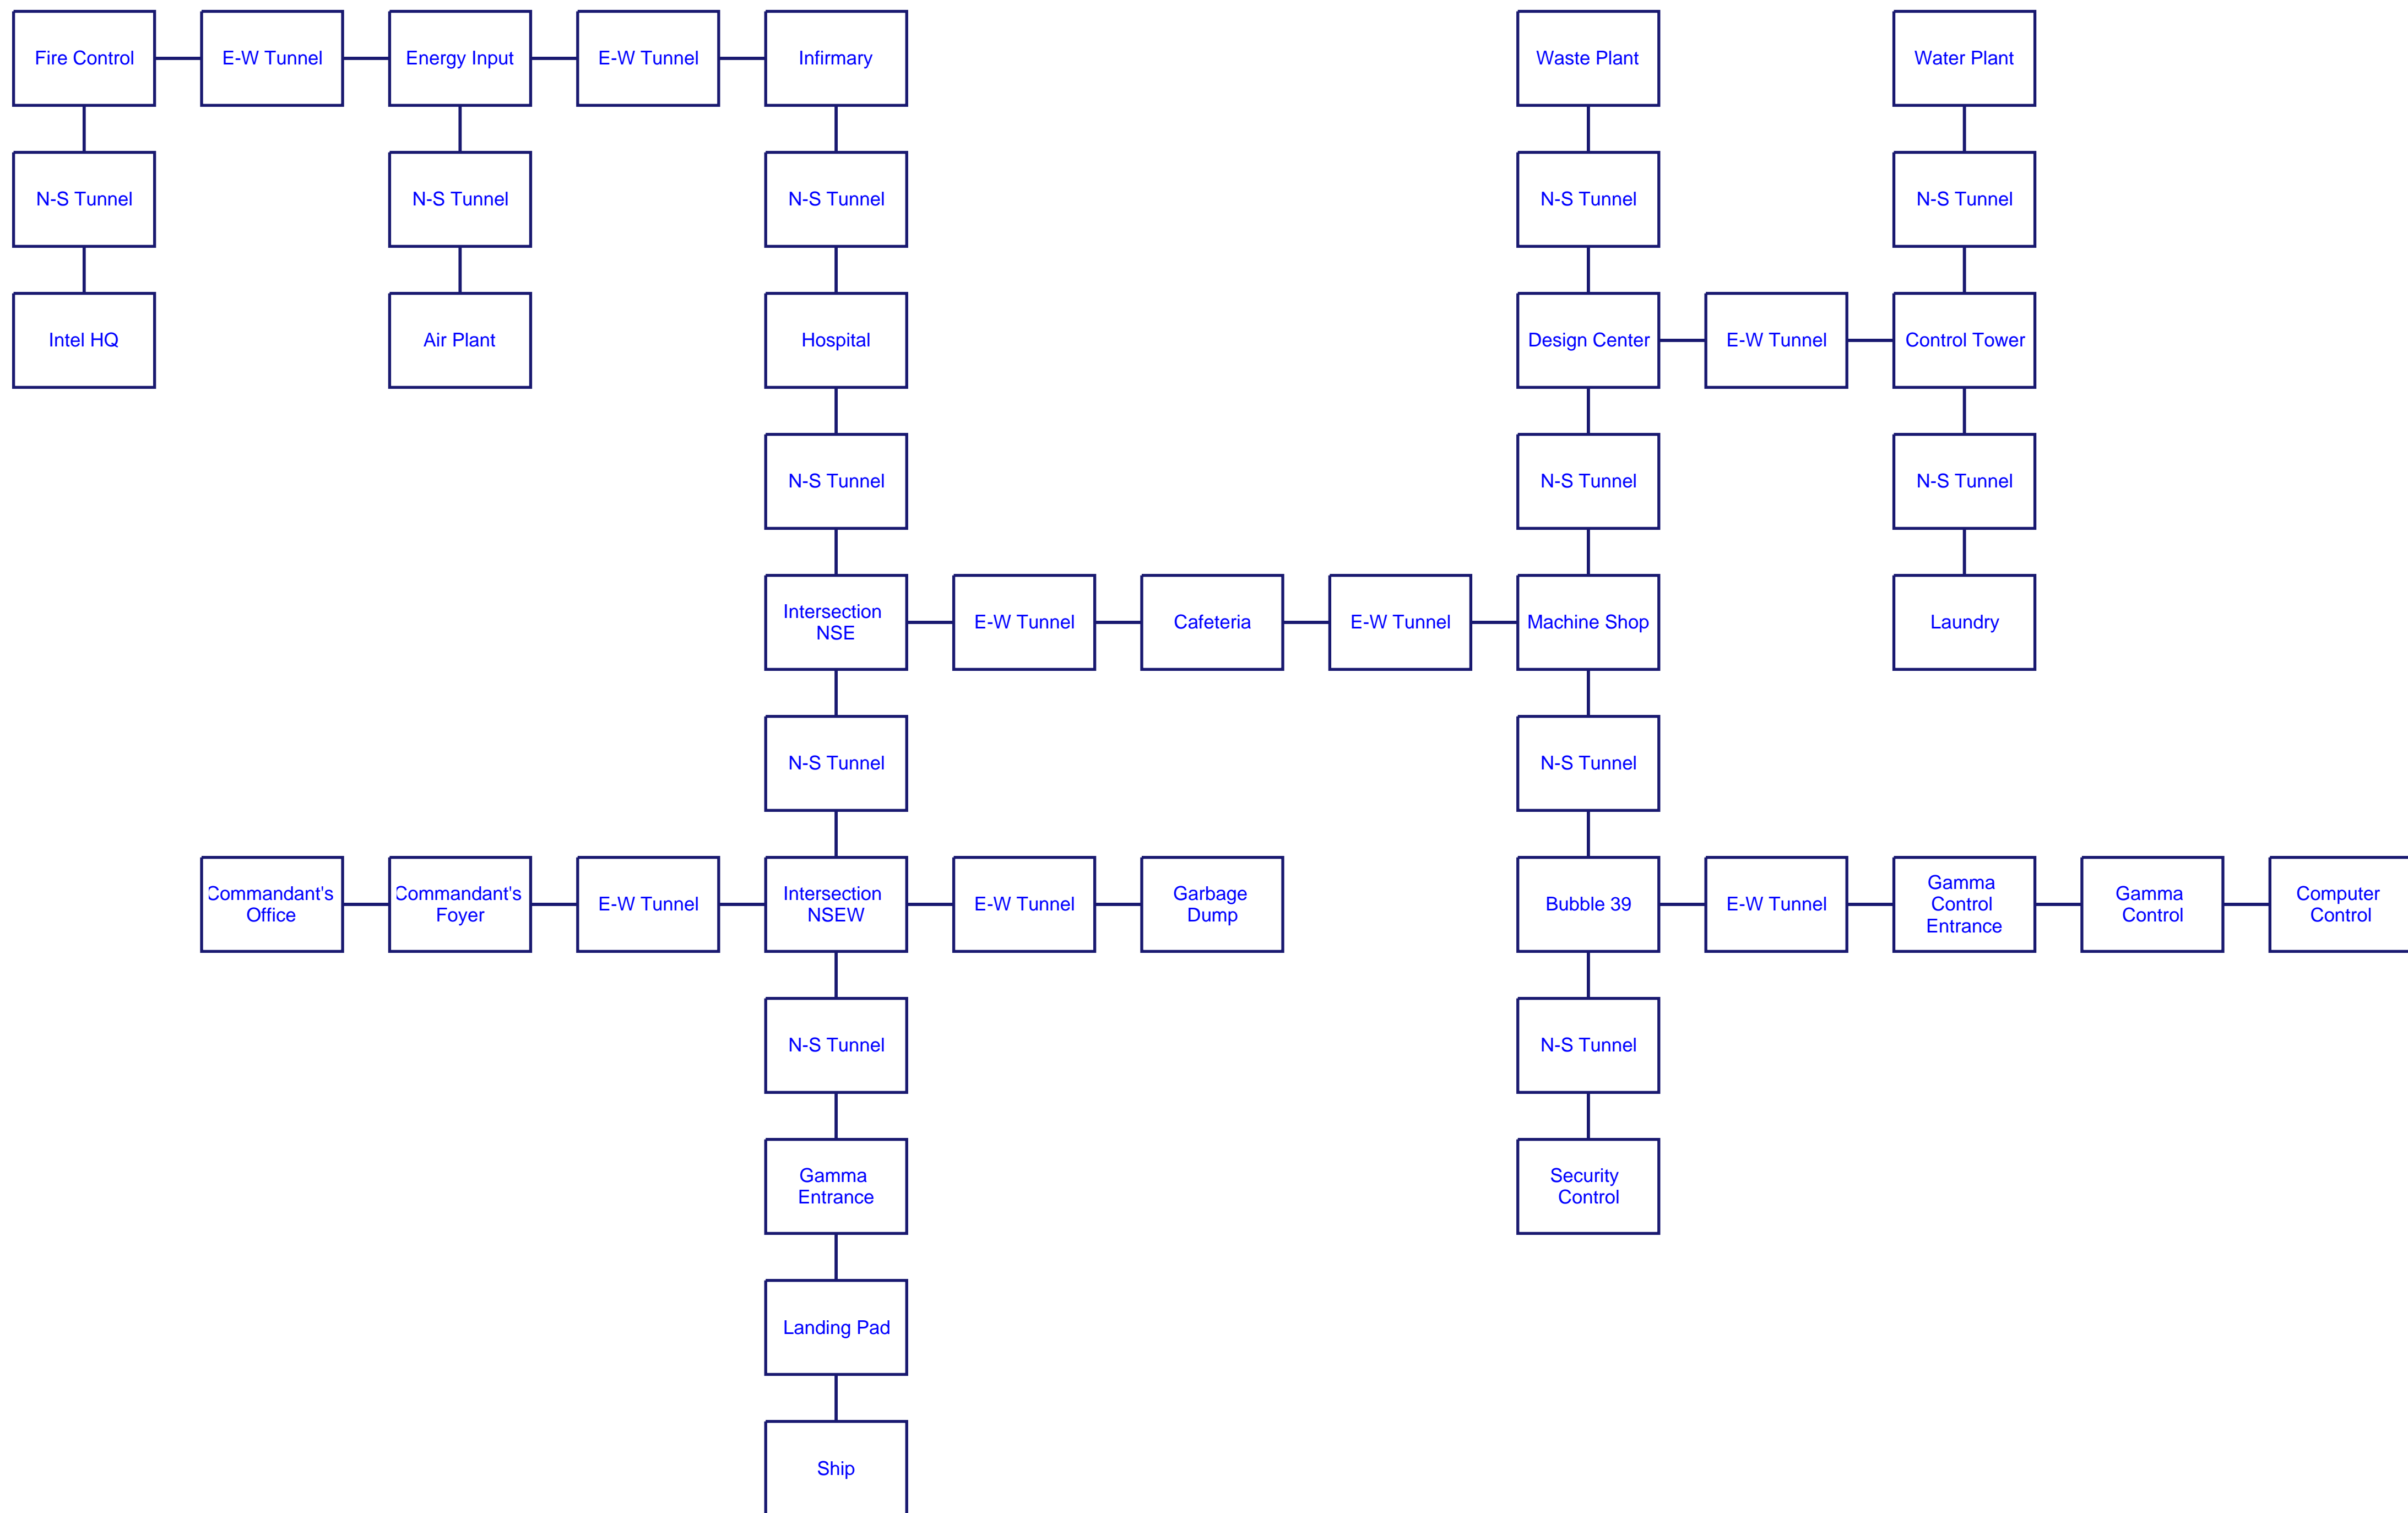 Fire Control
E-W Tunnel
Energy Input
E-W Tunnel
Infirmary
Waste Plant
Water Plant
N-S Tunnel
N-S Tunnel
N-S Tunnel
N-S Tunnel
N-S Tunnel
Intel HQ
Air Plant
Hospital
Design Center
E-W Tunnel
Control Tower
N-S Tunnel
N-S Tunnel
N-S Tunnel
Intersection
NSE
E-W Tunnel
Cafeteria
E-W Tunnel
Machine Shop
Laundry
N-S Tunnel
N-S Tunnel
Commandant's
Office
Commandant's
Foyer
E-W Tunnel
Intersection
NSEW
E-W Tunnel
Garbage
Dump
Bubble 39
E-W Tunnel
Gamma
Control
Entrance
Gamma
Control
Computer
Control
N-S Tunnel
N-S Tunnel
Gamma
Entrance
Security
Control
Landing Pad
Ship